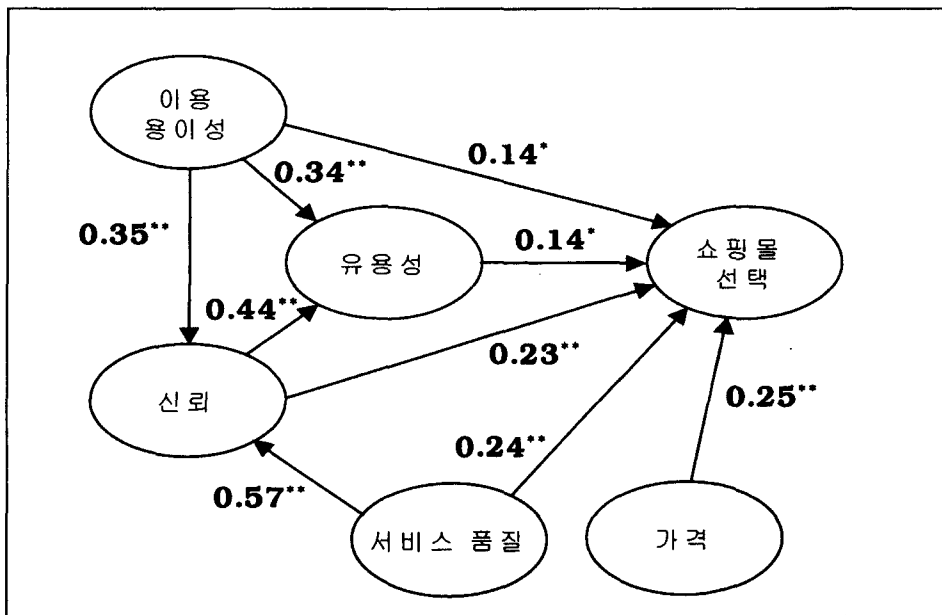 이용
용이성
0.14*
0.34**
0.35**
유용성
0.14*
쇼핑몰
선택
0.44**
0.23**
신뢰
0.25**
0.24**
0.57**
서비스 품질
가격